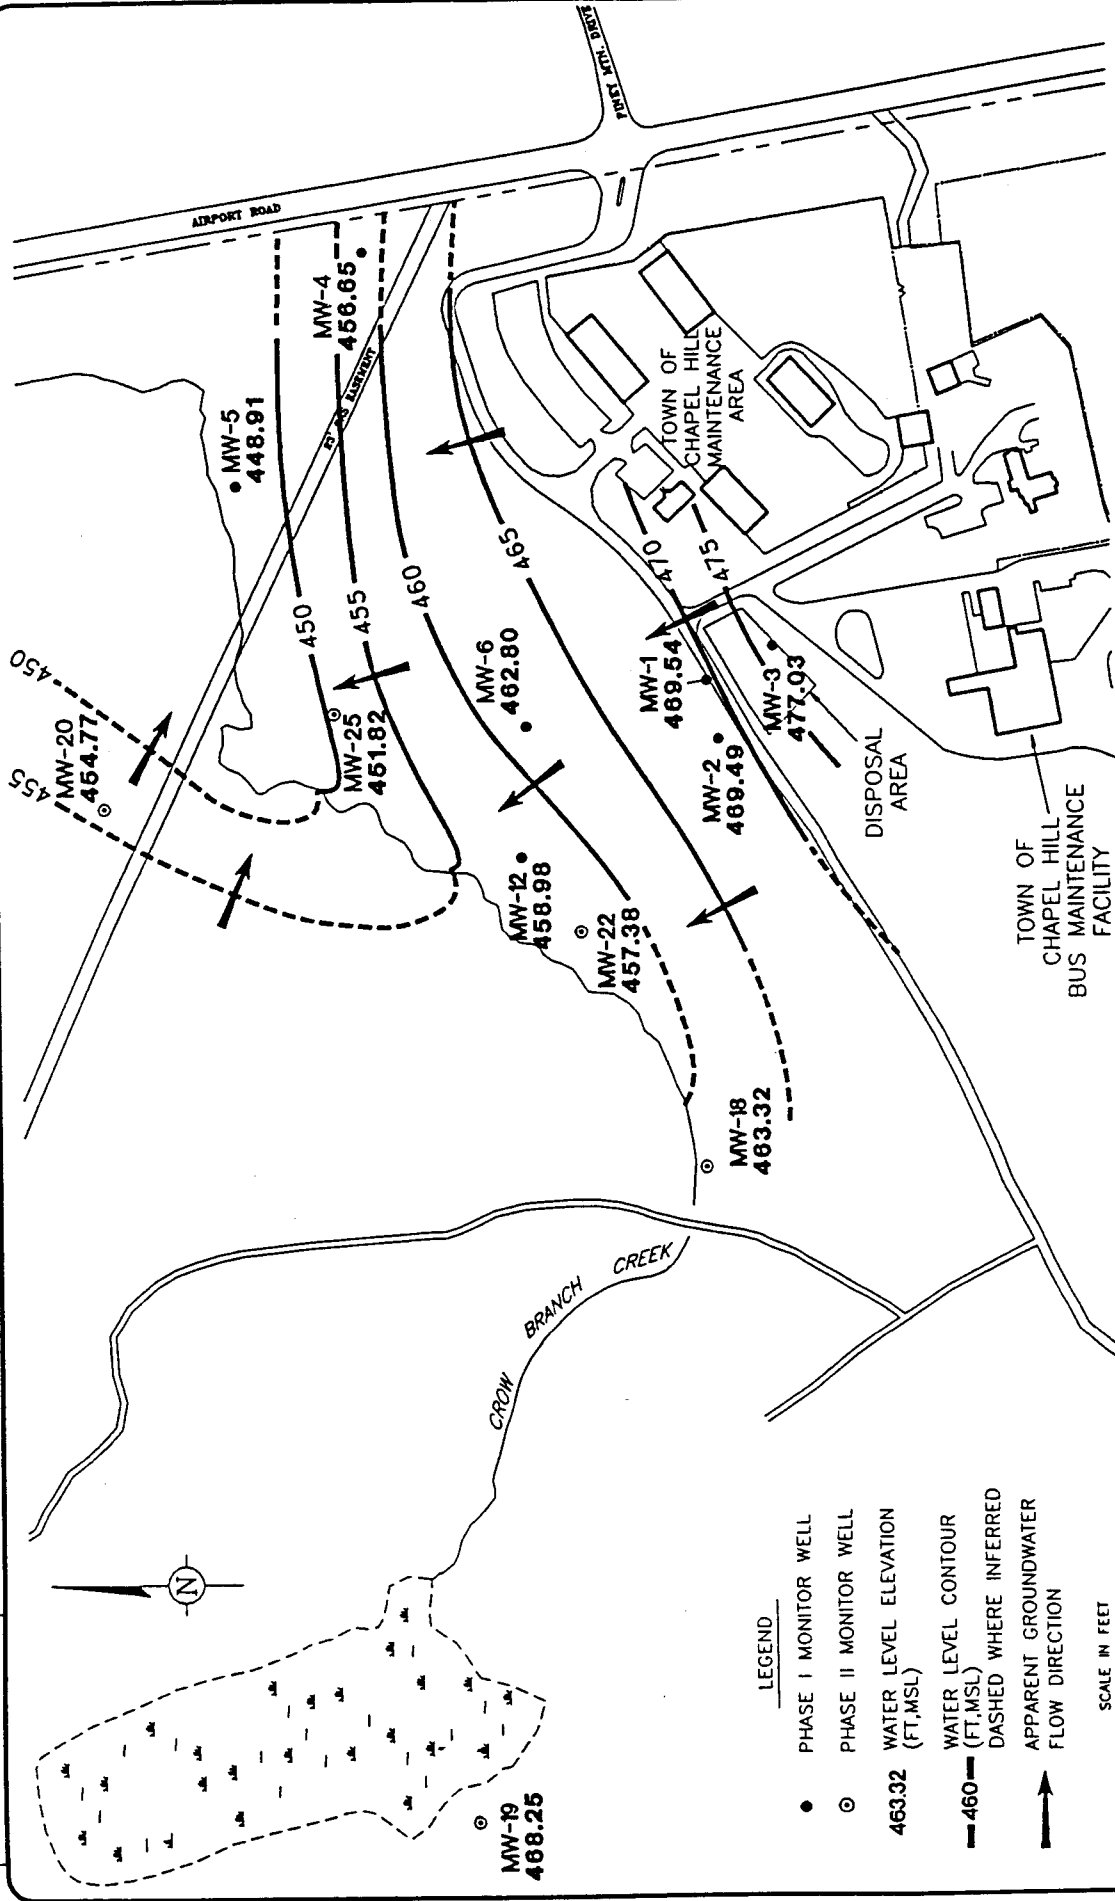 PINEY MTN. DRIVE
AIRPORT ROAD
MW-4
456.65
MW-5
448.91
GAS EASEMENT
TOWN OF
CHAPEL HILL
MAINTENANCE
AREA
450
455
460
465
470
475
450
455
MW-20
454.77
MW-25
451.82
MW-6
462.80
MW-1
469.54
MW-3
477.03
MW-2
469.49
DISPOSAL
AREA
MW-12
458.98
MW-22
457.38
MW-18
463.32
TOWN OF
CHAPEL HILL
BUS MAINTENANCE
FACILITY
CROW BRANCH CREEK
N
MW-19
468.25
LEGEND
PHASE I MONITOR WELL
PHASE II MONITOR WELL
463.32 WATER LEVEL ELEVATION
(FT,MSL)
460 WATER LEVEL CONTOUR
(FT,MSL)
DASHED WHERE INFERRED
APPARENT GROUNDWATER
FLOW DIRECTION
SCALE IN FEET